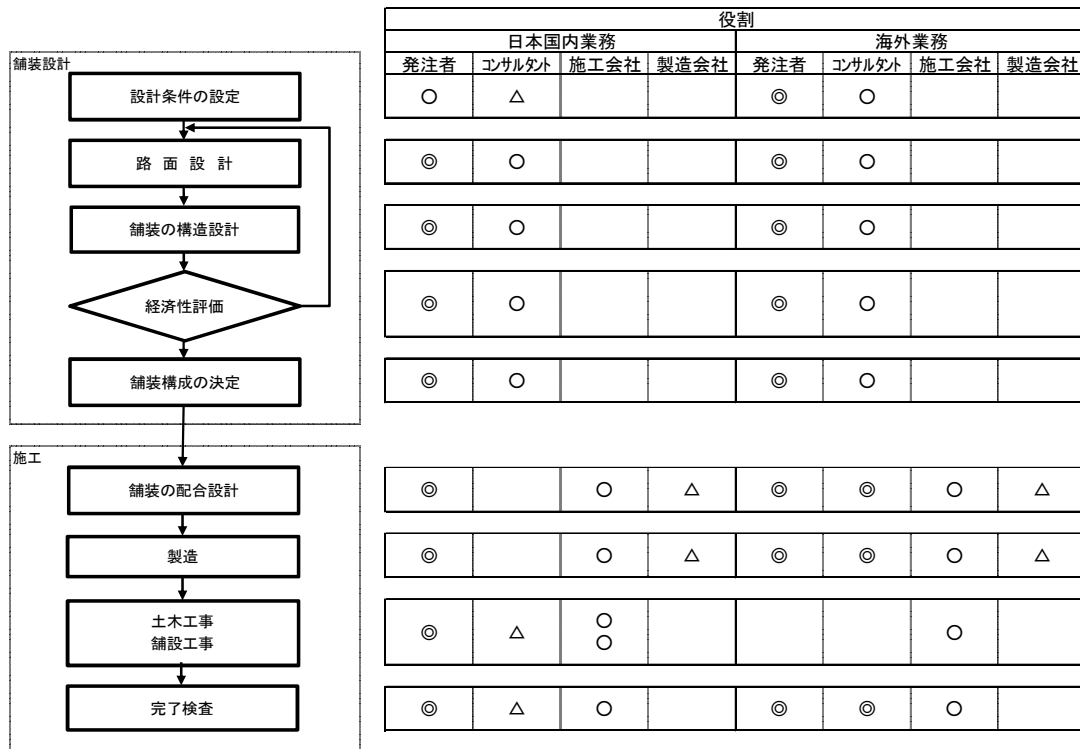 役割
日本国内業務 海外業務
舗装設計
発注者 コンサルタント 施工会社 製造会社 発注者 コンサルタント 施工会社 製造会社
設計条件の設定 ○ △ ◎ ○
路面設計 ◎ ○ ◎ ○
舗装の構造設計 ◎ ○ ◎ ○
経済性評価 ◎ ○ ◎ ○
舗装構成の決定 ◎ ○ ◎ ○
施工
舗装の配合設計 ◎ ○ △ ◎ ◎ ○ △
製造 ◎ ○ △ ◎ ◎ ○ △
土木工事 ○
◎ △ ○
舗設工事 ○
完了検査 ◎ △ ○ ◎ ◎ ○